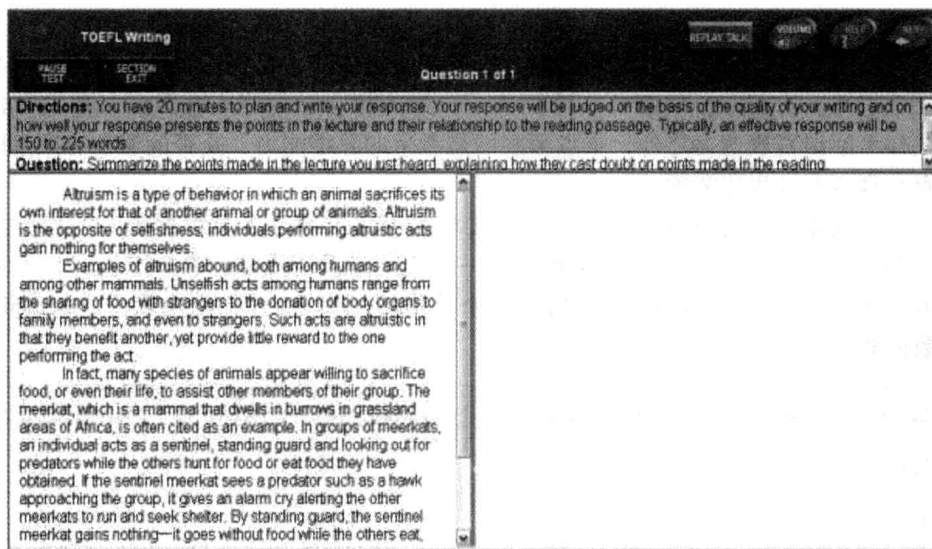 TOEFL Writing
REPLAY TALK
VOLUME
HELP
NEXT
PAUSE
TEST
SECTION
EXIT
Question 1 of 1
Directions: You have 20 minutes to plan and write your response. Your response will be judged on the basis of the quality of your writing and on
how well your response presents the points in the lecture and their relationship to the reading passage. Typically, an effective response will be
150 to 225 words.
Question: Summarize the points made in the lecture you just heard, explaining how they cast doubt on points made in the reading.
Altruism is a type of behavior in which an animal sacrifices its
own interest for that of another animal or group of animals. Altruism
is the opposite of selfishness; individuals performing altruistic acts
gain nothing for themselves.
Examples of altruism abound, both among humans and
among other mammals. Unselfish acts among humans range from
the sharing of food with strangers to the donation of body organs to
family members, and even to strangers. Such acts are altruistic in
that they benefit another, yet provide little reward to the one
performing the act.
In fact, many species of animals appear willing to sacrifice
food, or even their life, to assist other members of their group. The
meerkat, which is a mammal that dwells in burrows in grassland
areas of Africa, is often cited as an example. In groups of meerkats,
an individual acts as a sentinel, standing guard and looking out for
predators while the others hunt for food or eat food they have
obtained. If the sentinel meerkat sees a predator such as a hawk
approaching the group, it gives an alarm cry alerting the other
meerkats to run and seek shelter. By standing guard, the sentinel
meerkat gains nothing—it goes without food while the others eat,